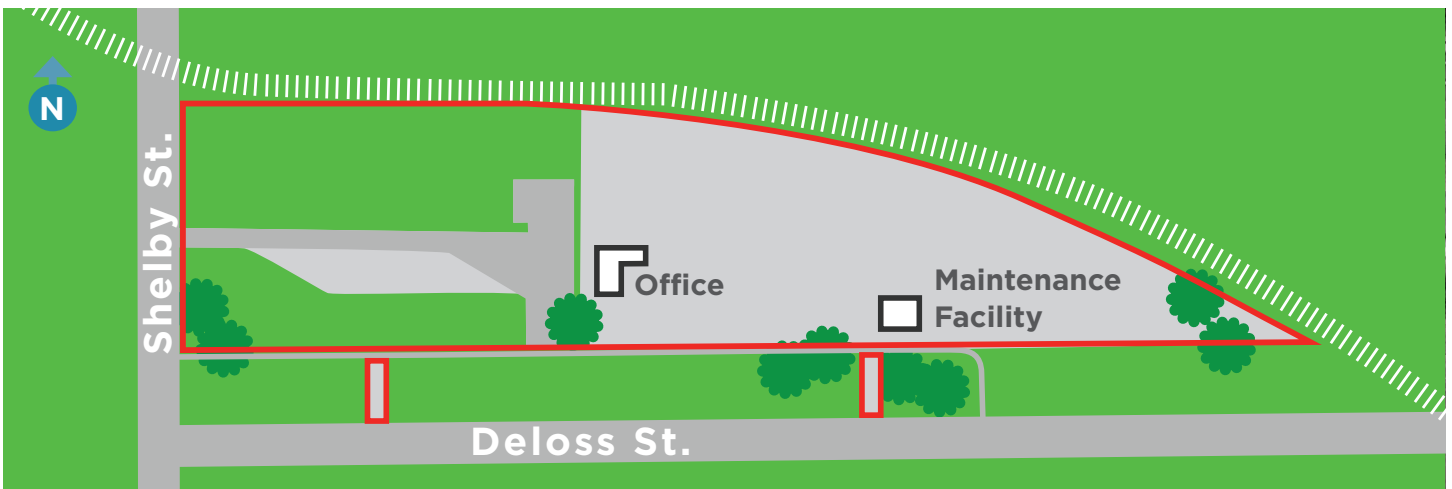 N
Shelby St.
Office
Maintenance
Facility
Deloss St.